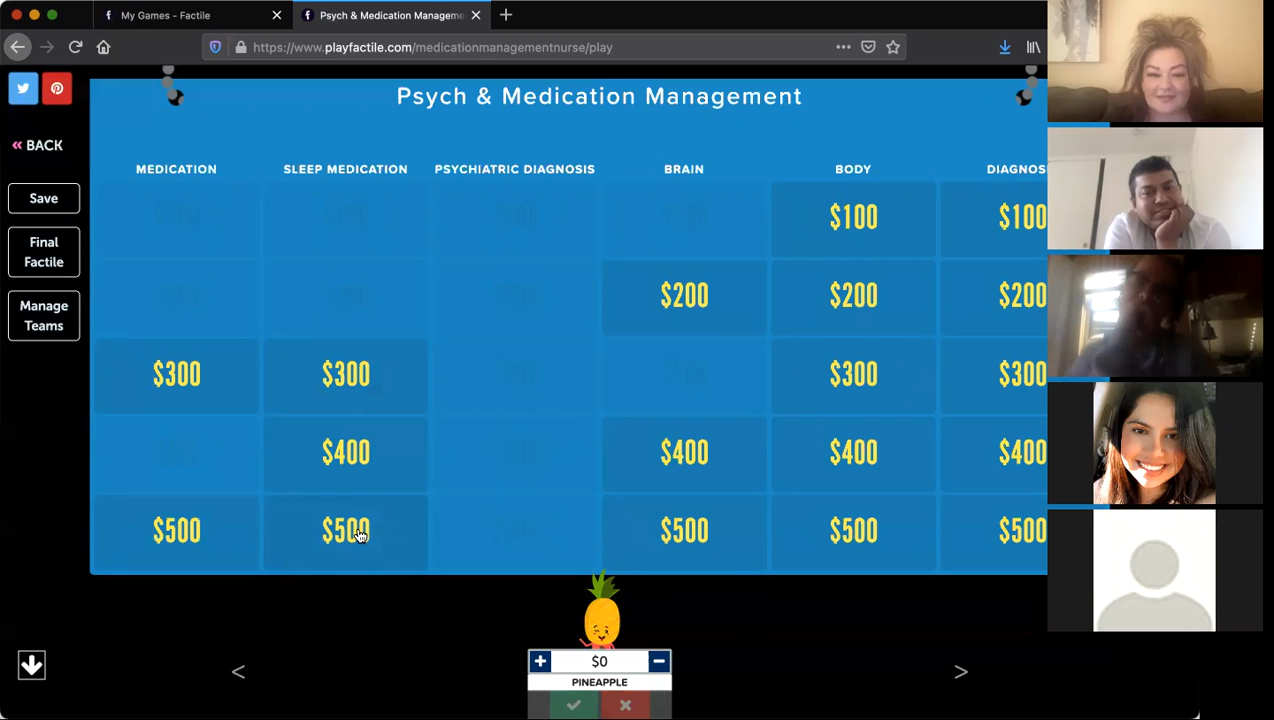 My Games - Factile
Psych & Medication Manageme
https://www.playfactile.com/medicationmanagementnurse/play
Psych & Medication Management
BACK
Save
Final
Factile
Manage
Teams
MEDICATION SLEEP MEDICATION PSYCHIATRIC DIAGNOSIS BRAIN BODY DIAGNOS
$100 $100
$200 $200 $200
$300 $300 $300 $300
$400 $400 $400 $400
$500 $500 $500 $500 $500
+ $0 −
PINEAPPLE